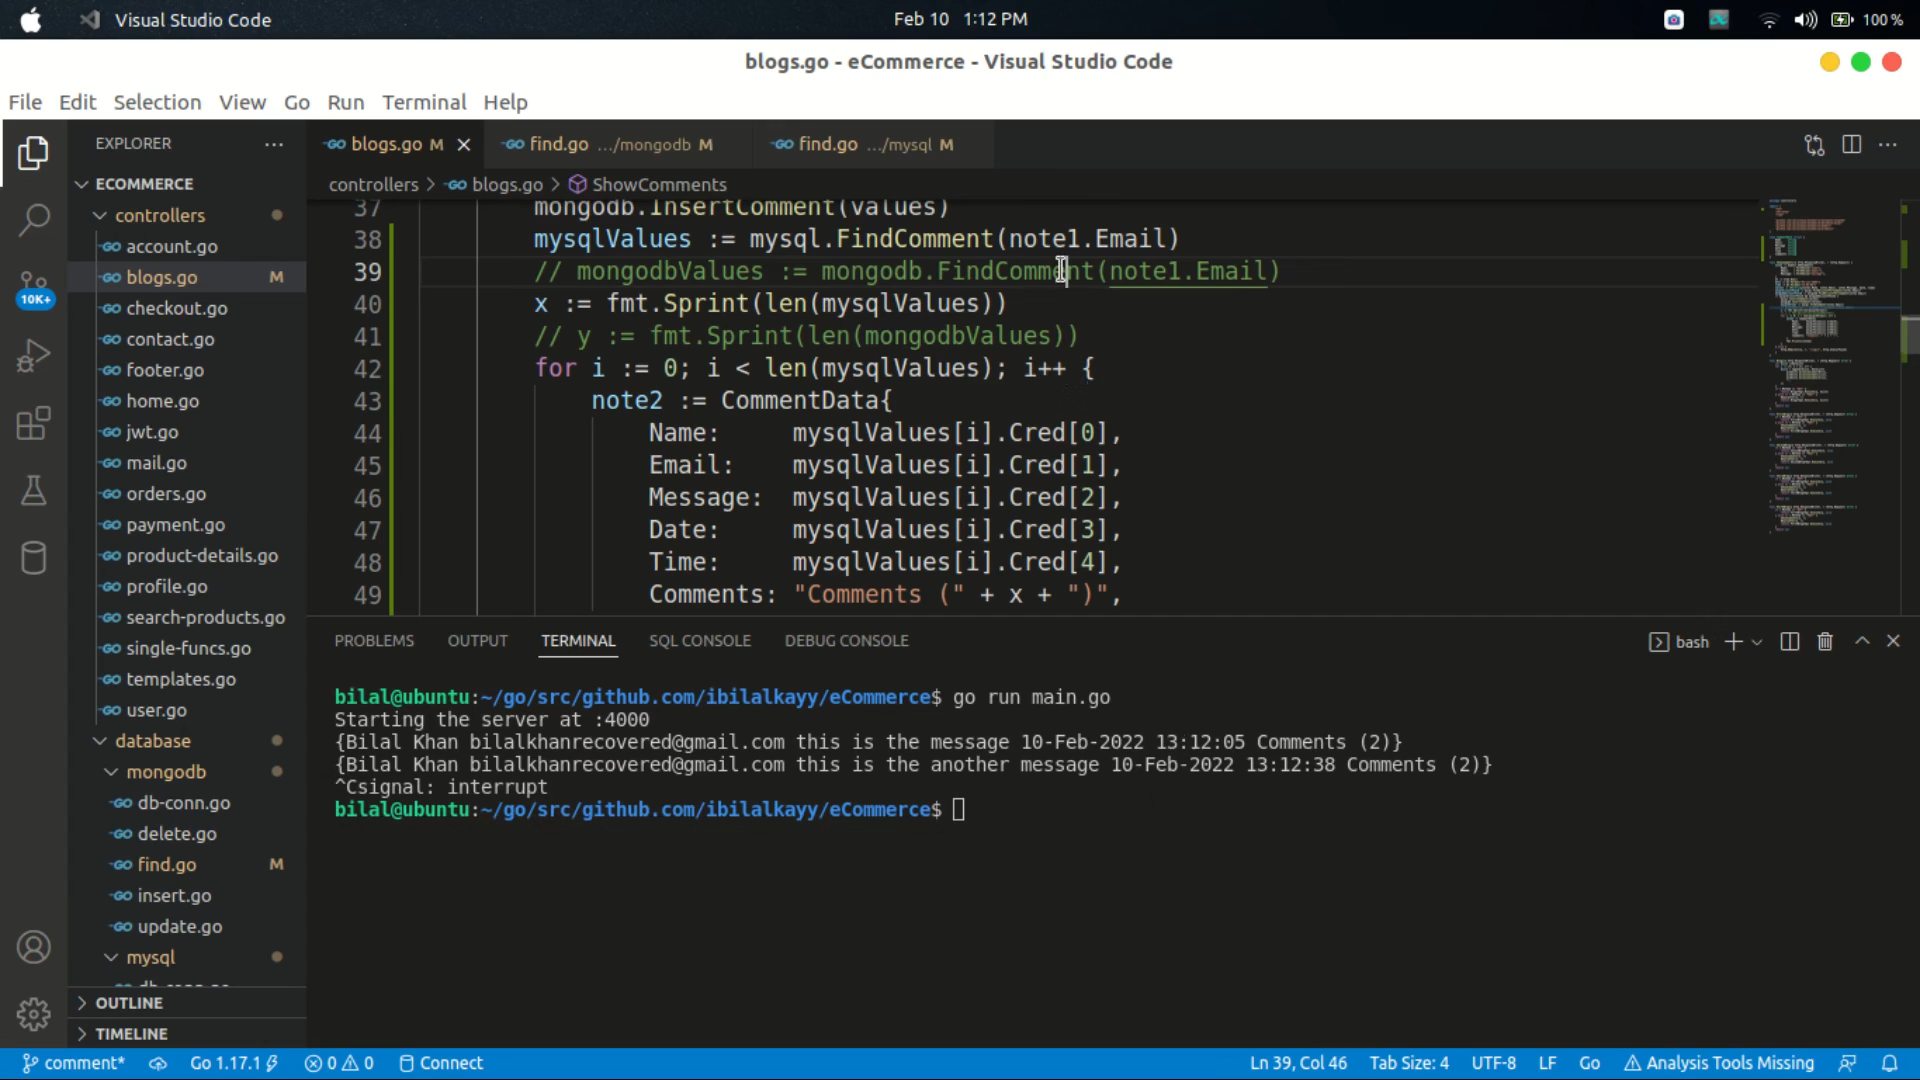 Visual Studio Code
Feb 10 1:12 PM
100 %
blogs.go - eCommerce - Visual Studio Code
File Edit Selection View Go Run Terminal Help
EXPLORER
blogs.go M
find.go .../mongodb M
find.go .../mysql M
controllers > blogs.go > ShowComments
ECOMMERCE
controllers
account.go
blogs.go M
checkout.go
contact.go
footer.go
home.go
jwt.go
mail.go
orders.go
payment.go
product-details.go
profile.go
search-products.go
single-funcs.go
templates.go
user.go
database
mongodb
db-conn.go
delete.go
find.go M
insert.go
update.go
mysql
db-conn.go
OUTLINE
TIMELINE
10K+
37 mongodb.InsertComment(values)
38 mysqlValues := mysql.FindComment(note1.Email)
39 // mongodbValues := mongodb.FindComment(note1.Email)
40 x := fmt.Sprint(len(mysqlValues))
41 // y := fmt.Sprint(len(mongodbValues))
42 for i := 0; i < len(mysqlValues); i++ {
43 note2 := CommentData{
44 Name: mysqlValues[i].Cred[0],
45 Email: mysqlValues[i].Cred[1],
46 Message: mysqlValues[i].Cred[2],
47 Date: mysqlValues[i].Cred[3],
48 Time: mysqlValues[i].Cred[4],
49 Comments: "Comments (" + x + ")",
PROBLEMS OUTPUT TERMINAL SQL CONSOLE DEBUG CONSOLE
bash
bilal@ubuntu:~/go/src/github.com/ibilalkayy/eCommerce$ go run main.go
Starting the server at :4000
{Bilal Khan bilalkhanrecovered@gmail.com this is the message 10-Feb-2022 13:12:05 Comments (2)}
{Bilal Khan bilalkhanrecovered@gmail.com this is the another message 10-Feb-2022 13:12:38 Comments (2)}
^Csignal: interrupt
bilal@ubuntu:~/go/src/github.com/ibilalkayy/eCommerce$
comment* Go 1.17.1 0 0 Connect
Ln 39, Col 46 Tab Size: 4 UTF-8 LF Go Analysis Tools Missing